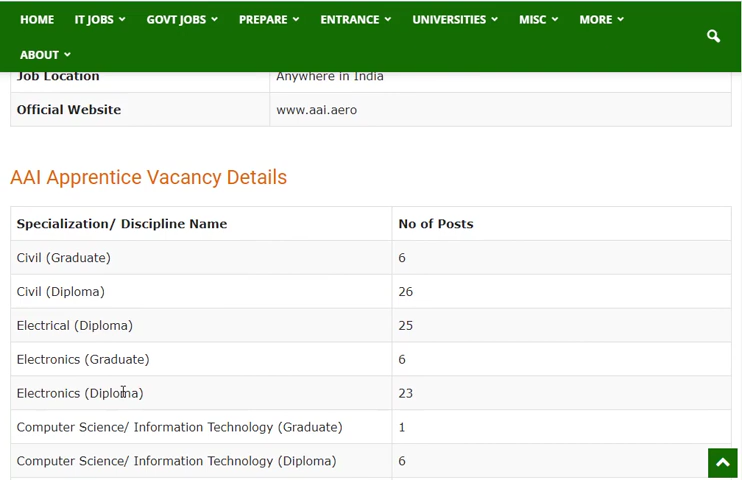 HOME IT JOBS GOVT JOBS PREPARE ENTRANCE UNIVERSITIES MISC MORE
ABOUT
Job Location Anywhere in India
Official Website www.aai.aero
AAI Apprentice Vacancy Details
Specialization/ Discipline Name No of Posts
Civil (Graduate) 6
Civil (Diploma) 26
Electrical (Diploma) 25
Electronics (Graduate) 6
Electronics (Diploma) 23
Computer Science/ Information Technology (Graduate) 1
Computer Science/ Information Technology (Diploma) 6